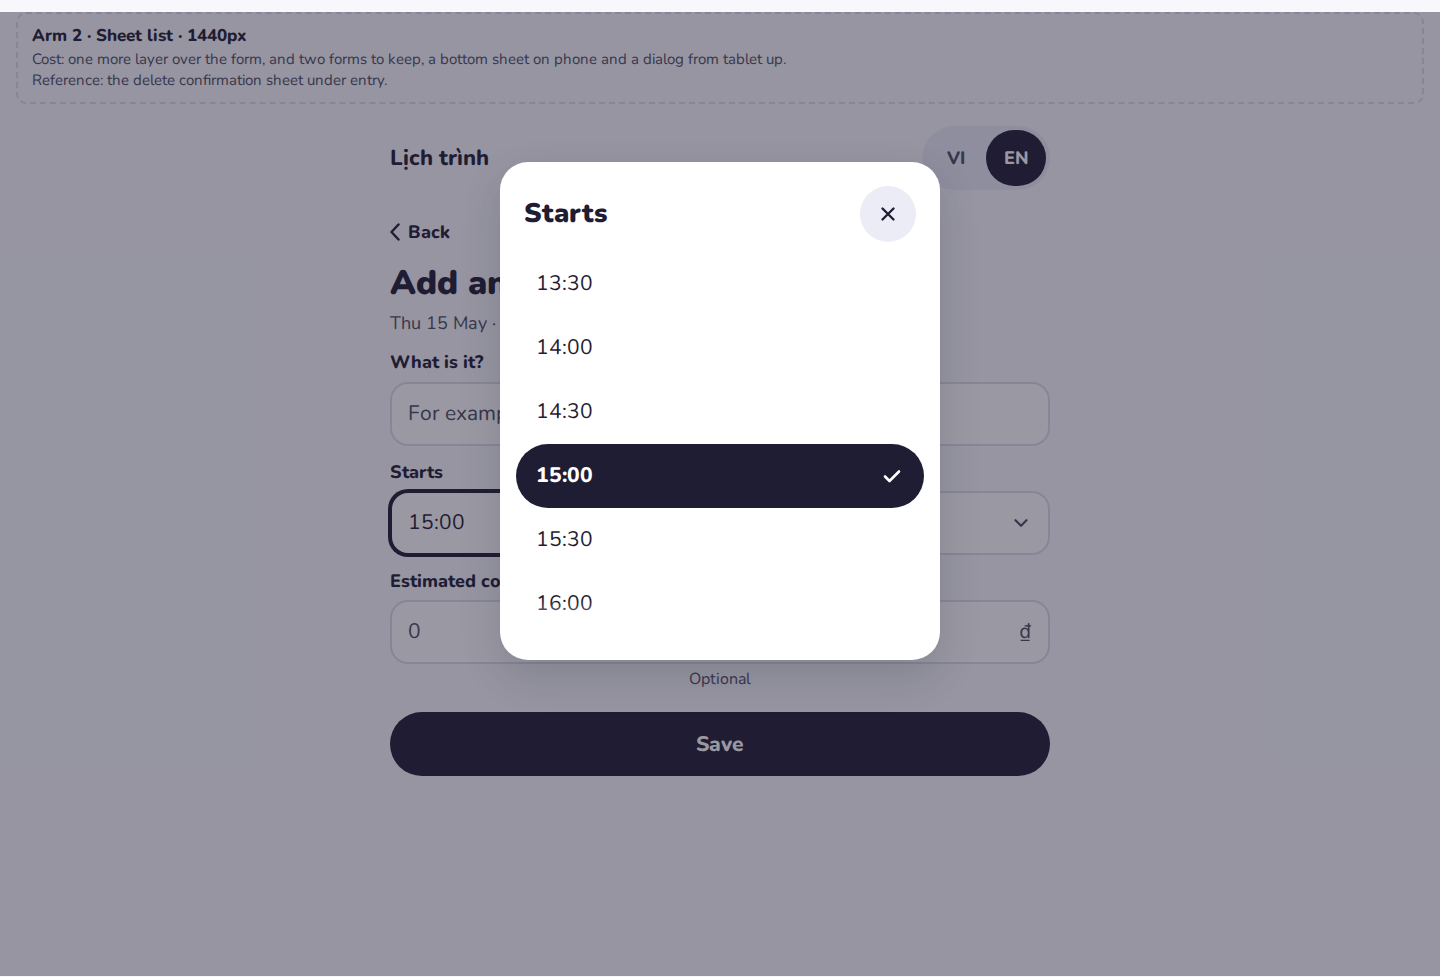 Arm 2 · Sheet list · 1440px
Cost: one more layer over the form, and two forms to keep, a bottom sheet on phone and a dialog from tablet up.
Reference: the delete confirmation sheet under entry.
Lịch trình
VI EN
Back
Add
Thu 15 May ·
What is it?
For
Starts
15:00
Estimated
0 ₫
Optional
Save
Starts
13:30
14:00
14:30
15:00
15:30
16:00